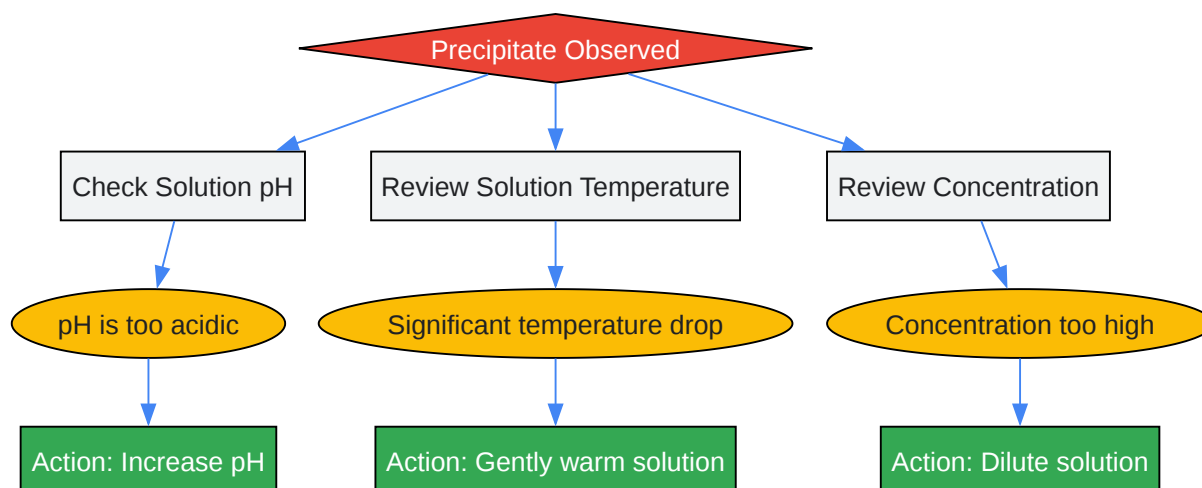 Precipitate Observed
Check Solution pH
Review Solution Temperature
Review Concentration
pH is too acidic
Significant temperature drop
Concentration too high
Action: Increase pH
Action: Gently warm solution
Action: Dilute solution